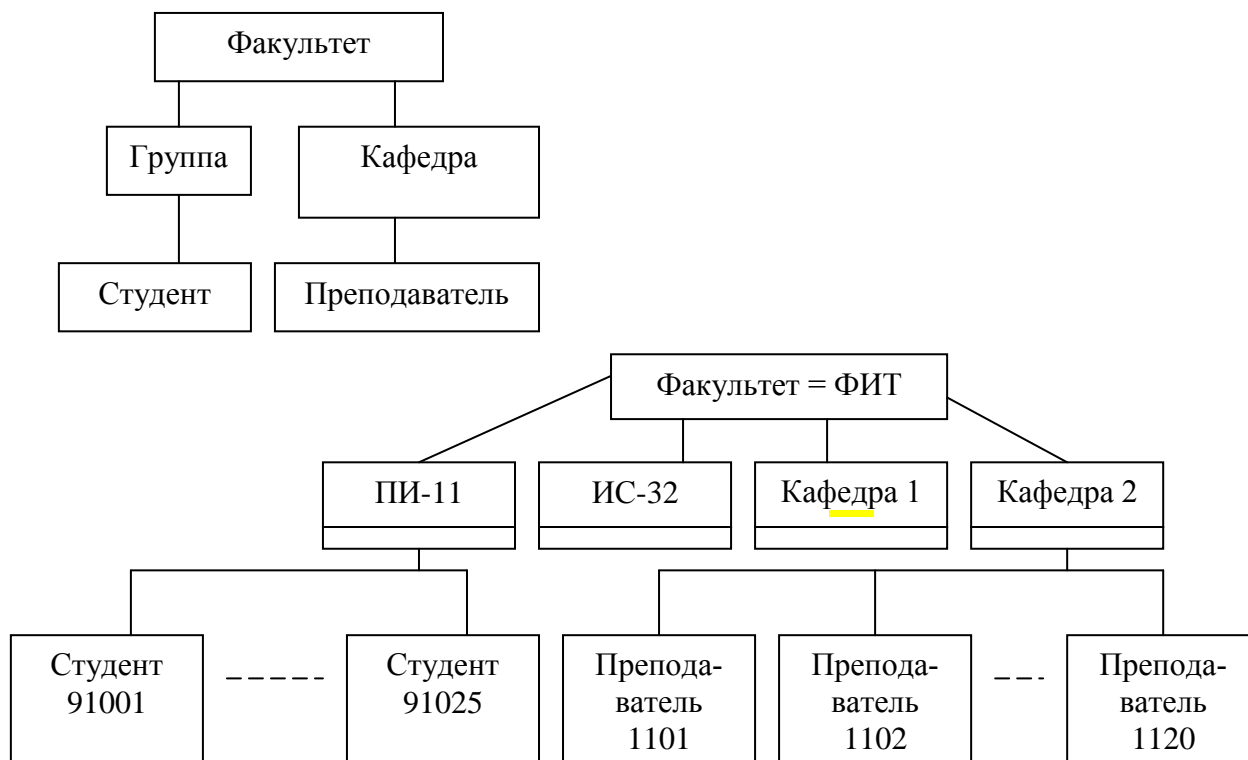 Факультет
Группа
Кафедра
Студент
Преподаватель
Факультет = ФИТ
ПИ-11
ИС-32
Кафедра 1
Кафедра 2
Студент
91001
Студент
91025
Препода-
ватель
1101
Препода-
ватель
1102
Препода-
ватель
1120